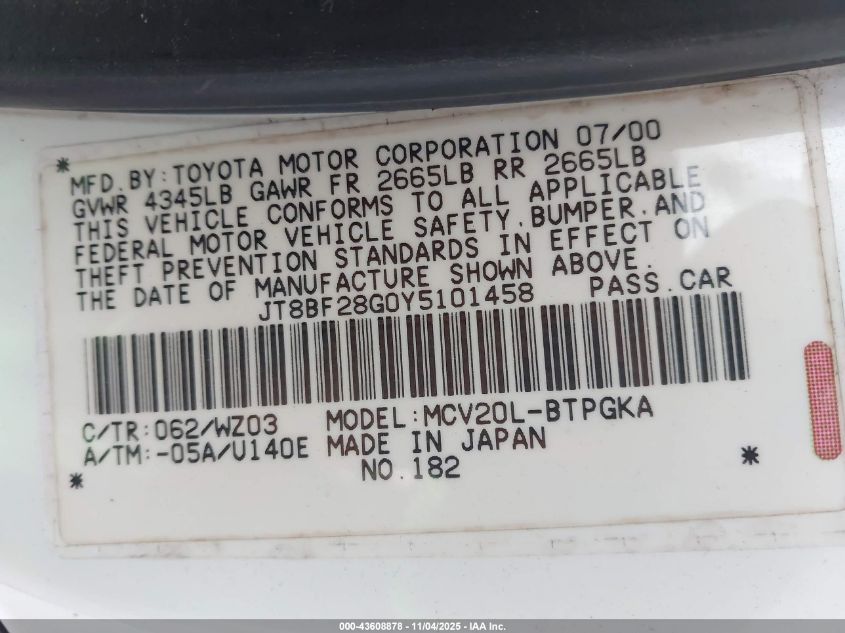 * MFD.BY:TOYOTA MOTOR CORPORATION 07/00
GVWR 4345LB GAWR FR 2665LB RR 2665LB
THIS VEHICLE CONFORMS TO ALL APPLICABLE
FEDERAL MOTOR VEHICLE SAFETY,BUMPER,AND
THEFT PREVENTION STANDARDS IN EFFECT ON
THE DATE OF MANUFACTURE SHOWN ABOVE.
JT8BF28G0Y5101458 PASS.CAR
C/TR:062/WZ03 MODEL:MCV20L-BTPGKA
A/TM:-05A/U140E MADE IN JAPAN
* NO.182 *
000-43608878 - 11/04/2025 - IAA Inc.